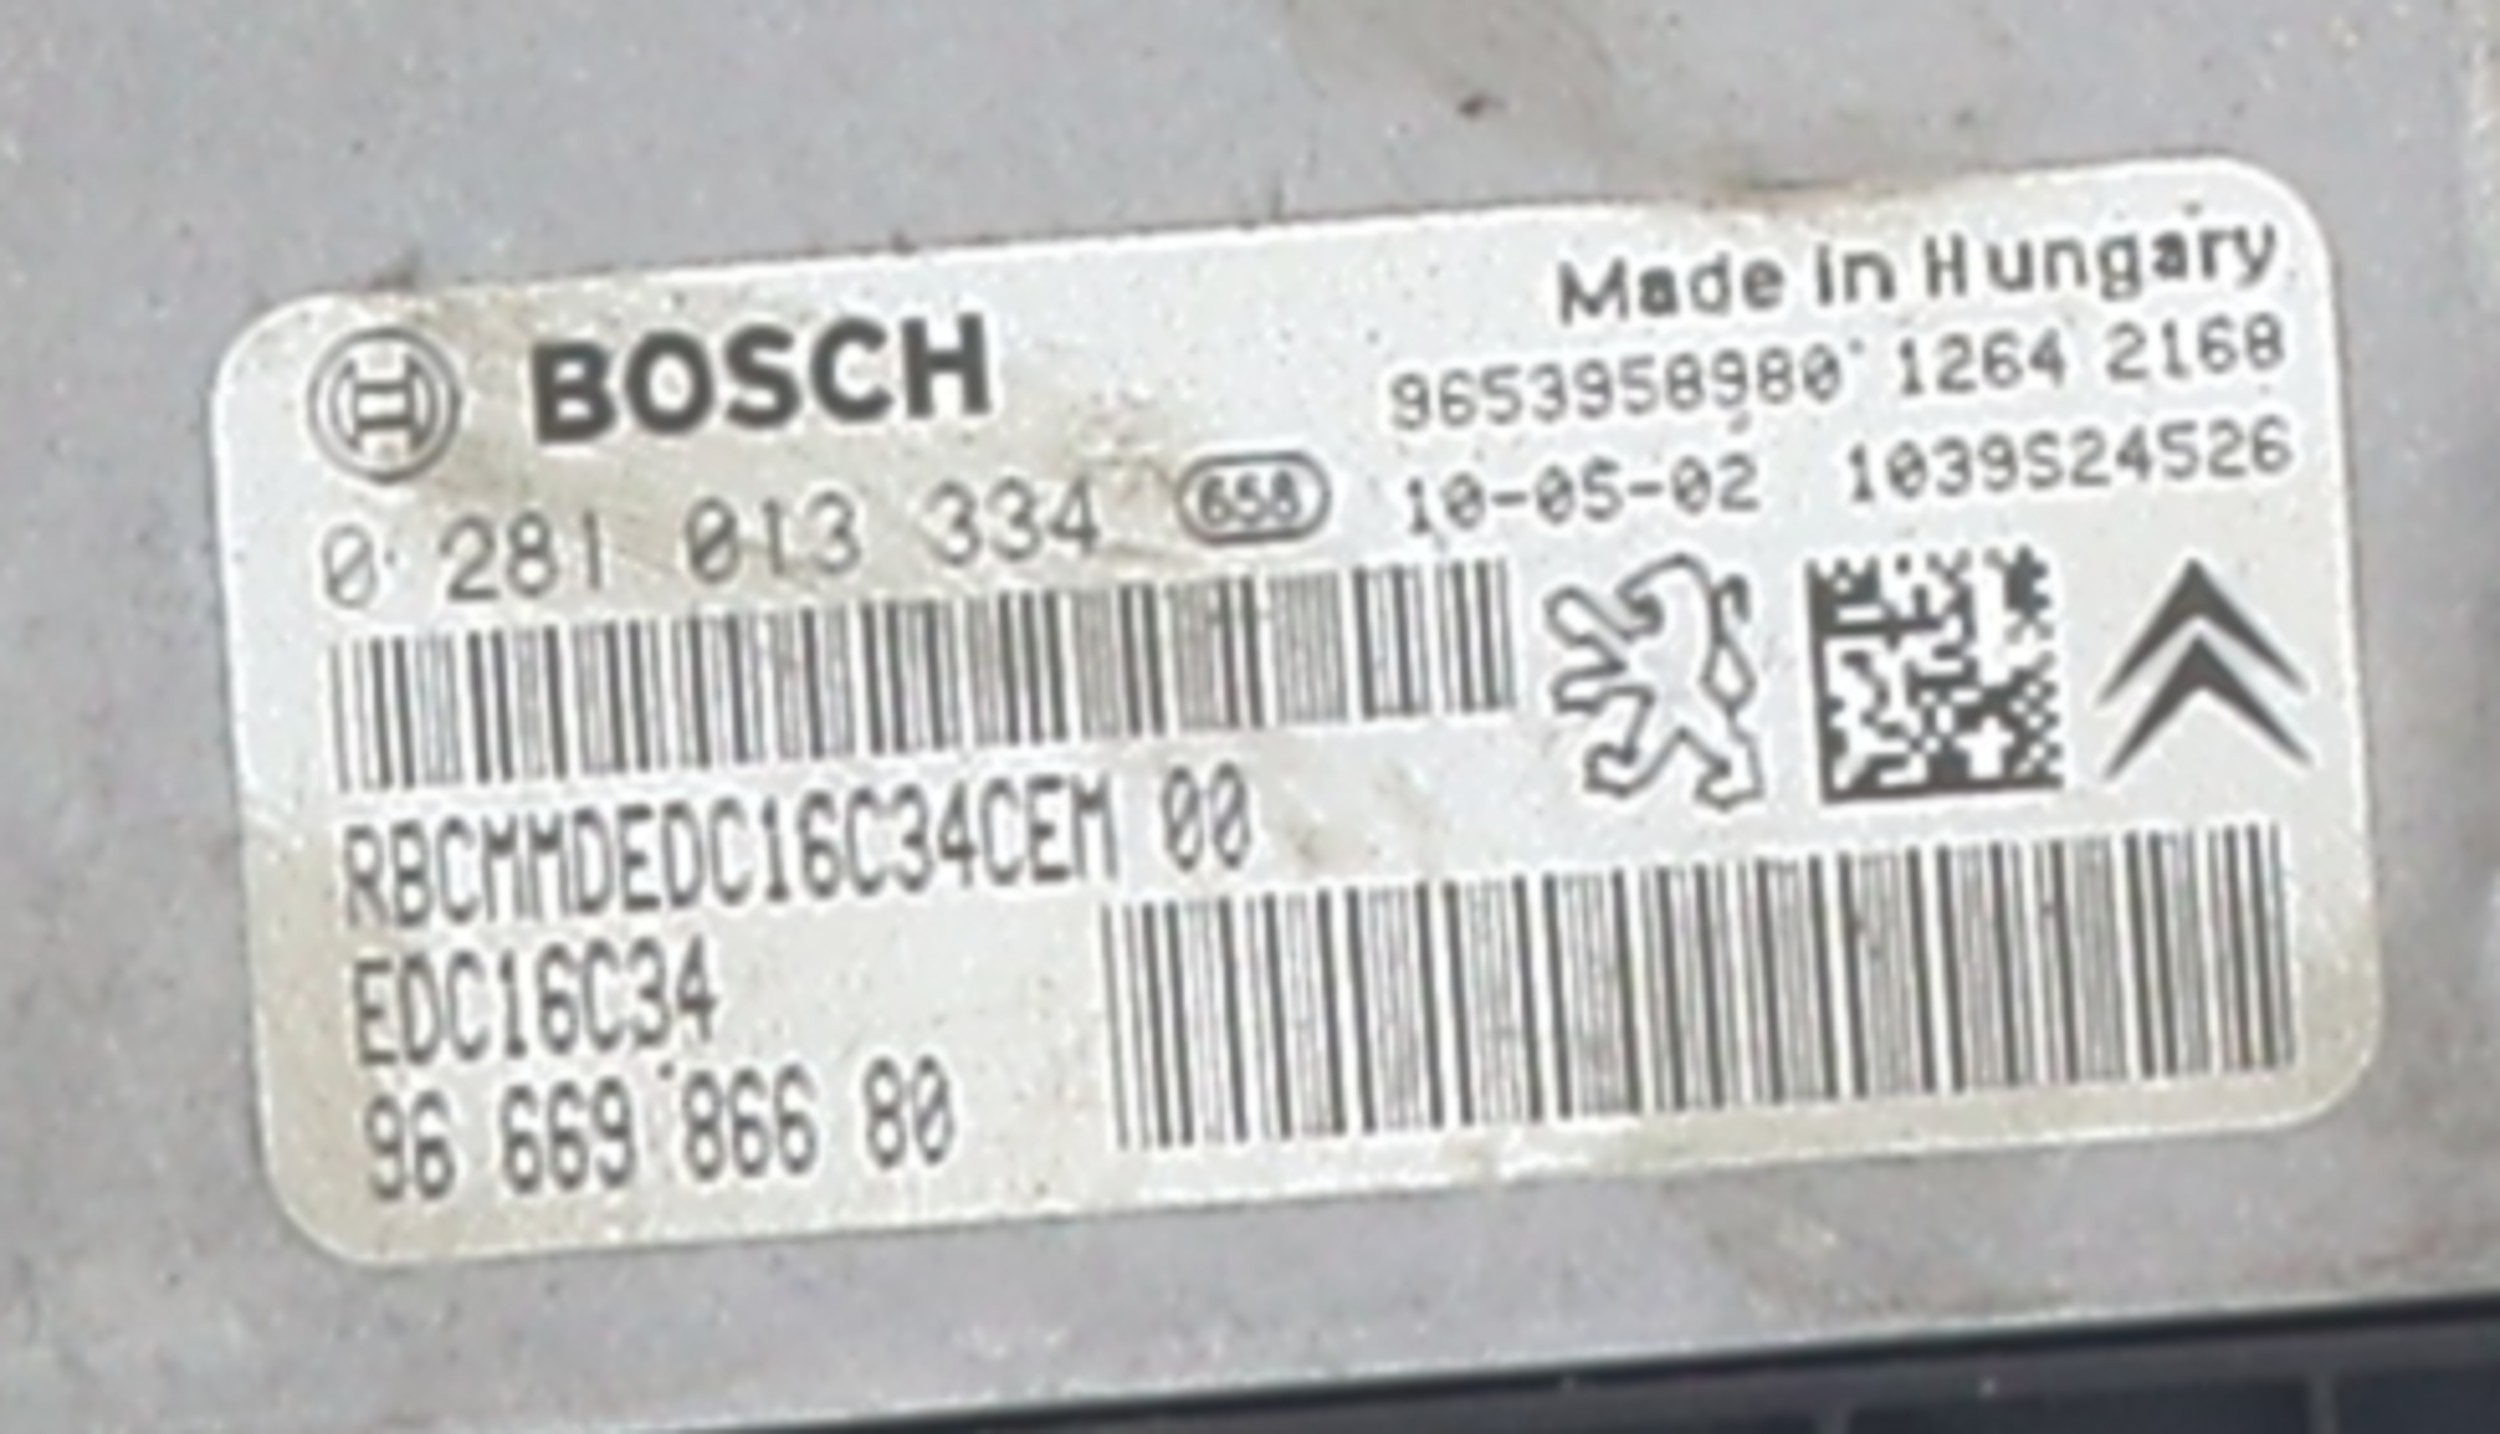 BOSCH
Made in Hungary
9653958980 1264 2168
0 281 013 334 658 10-05-02 1039S24526
RBCMMDEDC16C34CEM 00
EDC16C34
96 669 866 80